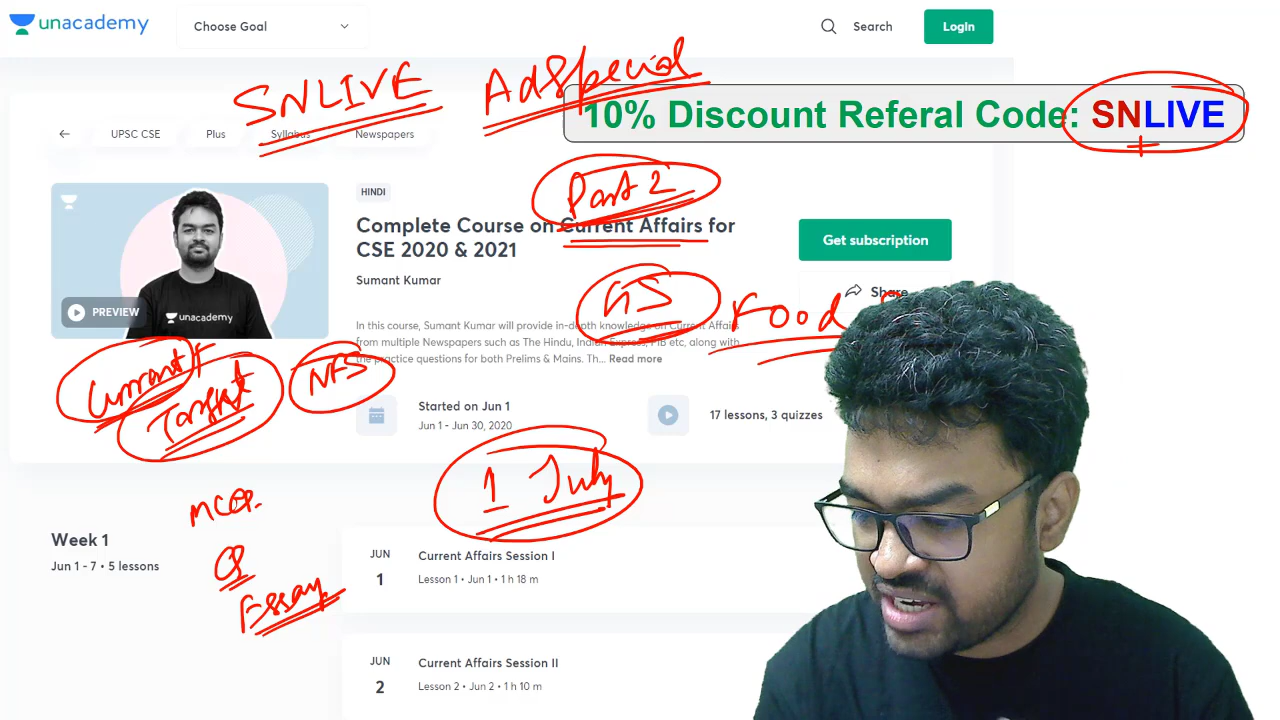 unacademy
Choose Goal
Search
Login
SNLIVE AdSpecial
10% Discount Referal Code: SNLIVE
UPSC CSE
Plus
Syllabus
Newspapers
Part 2
HINDI
Complete Course on Current Affairs for
CSE 2020 & 2021
Get subscription
Sumant Kumar
Share
GS
Food
PREVIEW
unacademy
In this course, Sumant Kumar will provide in-depth knowledge on Current Affairs
from multiple Newspapers such as The Hindu, Indian Express, PIB etc, along with
the practice questions for both Prelims & Mains. Th... Read more
Current
Target
Started on Jun 1
Jun 1 - Jun 30, 2020
17 lessons, 3 quizzes
1 July
Essay
Week 1
Jun 1 - 7 • 5 lessons
JUN
1
Current Affairs Session I
Lesson 1 • Jun 1 • 1 h 18 m
JUN
2
Current Affairs Session II
Lesson 2 • Jun 2 • 1 h 10 m